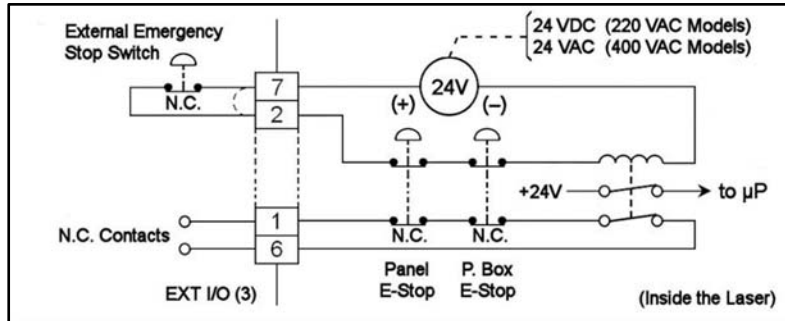 24 VDC (220 VAC Models)
24 VAC (400 VAC Models)
External Emergency
Stop Switch
N.C.
7
2
24V
(+)
(–)
+24V
to µP
N.C. Contacts
1
6
N.C.
N.C.
Panel
E-Stop
P. Box
E-Stop
EXT I/O (3)
(Inside the Laser)